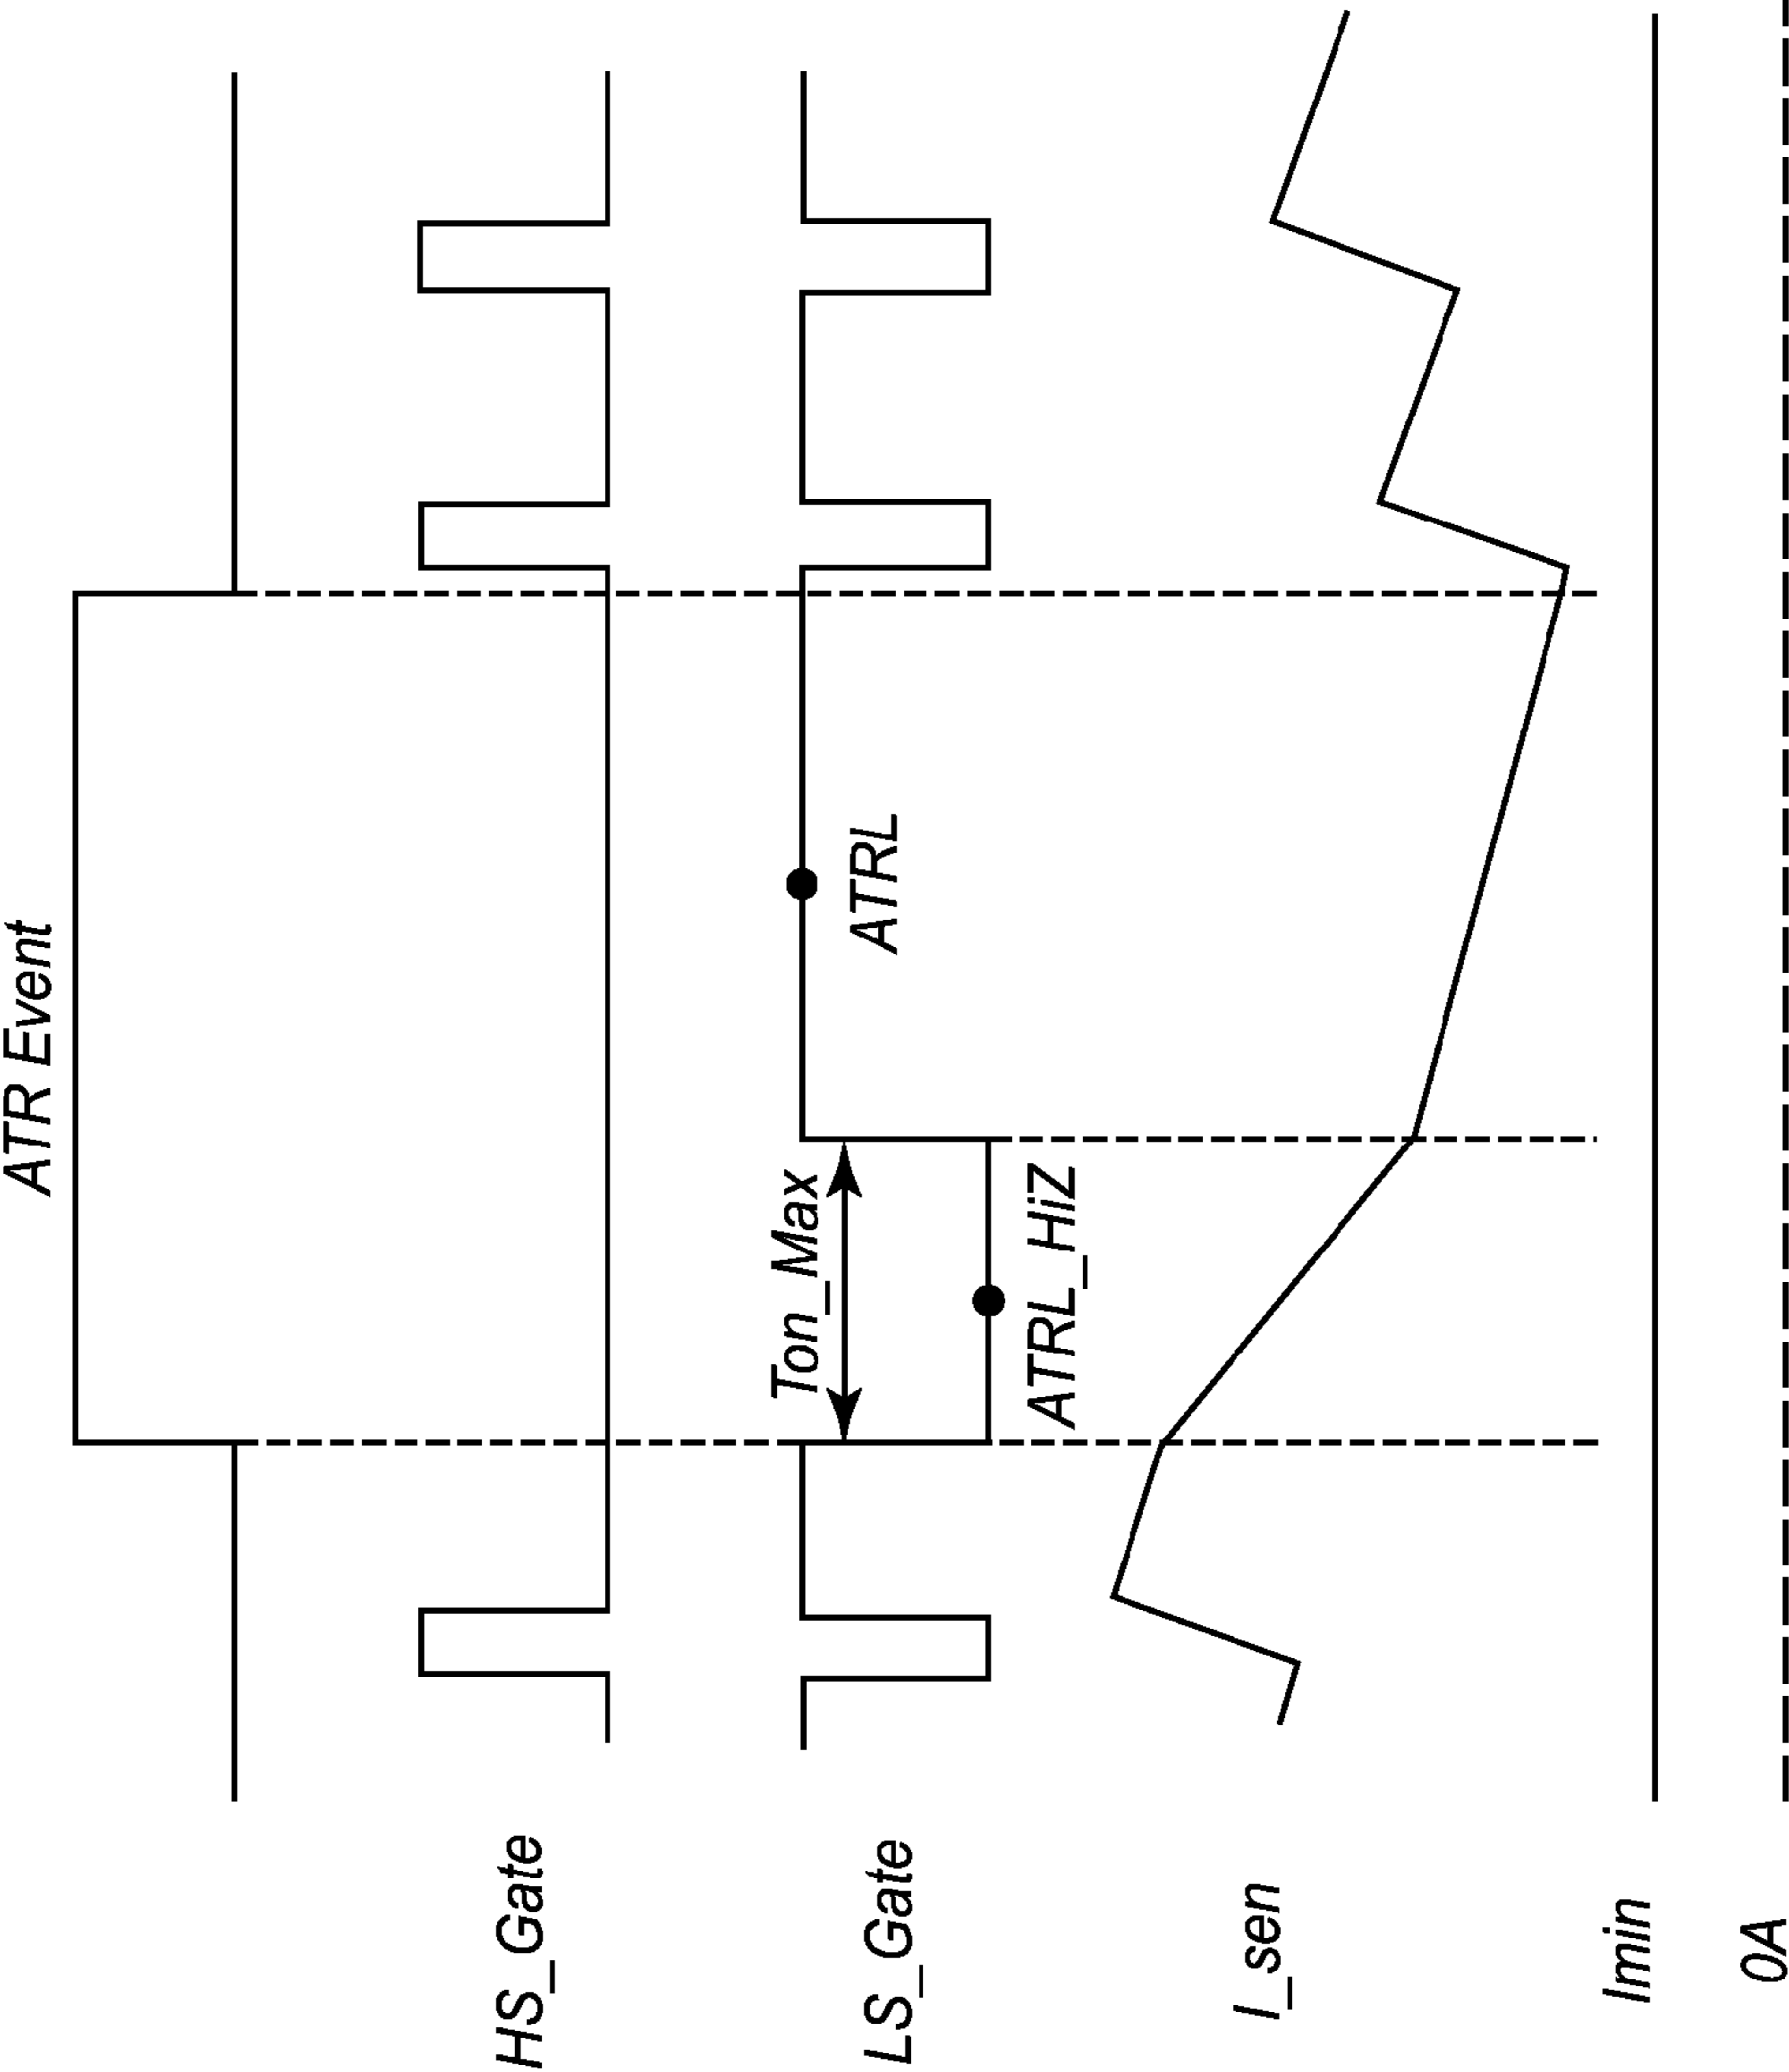 ATR Event
HS_Gate
LS_Gate
Ton_Max
ATRL
ATRL_HiZ
I_sen
Imin
0A